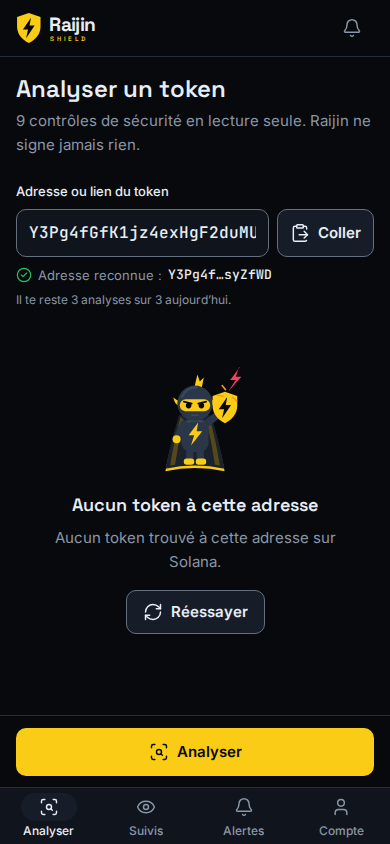 Raijin
SHIELD
Analyser un token
9 contrôles de sécurité en lecture seule. Raijin ne
signe jamais rien.
Adresse ou lien du token
Y3Pg4fGfK1jz4exHgF2duMU
Coller
Adresse reconnue : Y3Pg4f…syZfWD
Il te reste 3 analyses sur 3 aujourd'hui.
Aucun token à cette adresse
Aucun token trouvé à cette adresse sur
Solana.
Réessayer
Analyser
Analyser
Suivis
Alertes
Compte